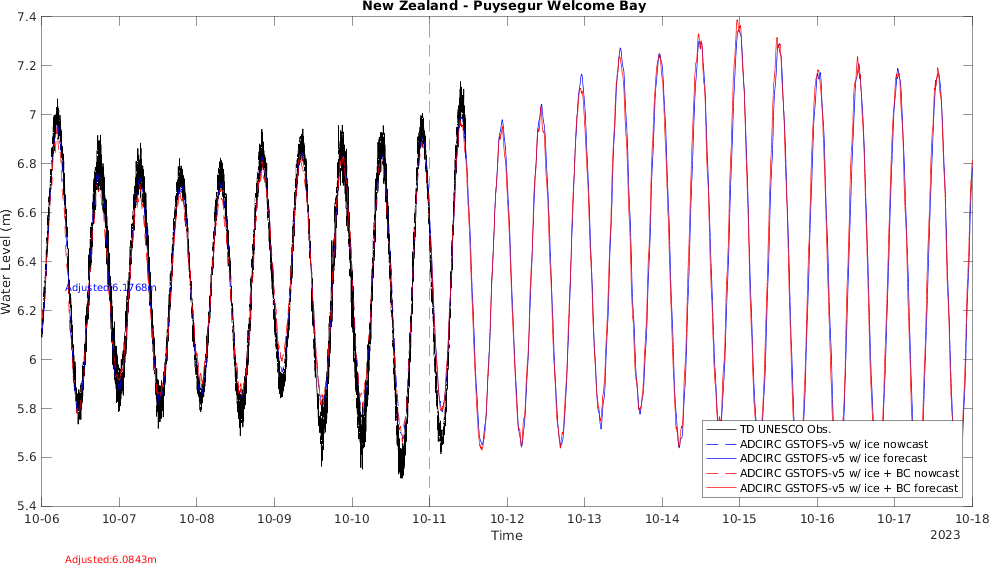 New Zealand - Puysegur Welcome Bay
7.4
7.2
7
6.8
6.6
6.4
6.2
6
5.8
5.6
5.4
Water Level (m)
Adjusted:6.1768m
TD UNESCO Obs.
ADCIRC GSTOFS-v5 w/ ice nowcast
ADCIRC GSTOFS-v5 w/ ice forecast
ADCIRC GSTOFS-v5 w/ ice + BC nowcast
ADCIRC GSTOFS-v5 w/ ice + BC forecast
10-06 10-07 10-08 10-09 10-10 10-11 10-12 10-13 10-14 10-15 10-16 10-17 10-18
Time
2023
Adjusted:6.0843m